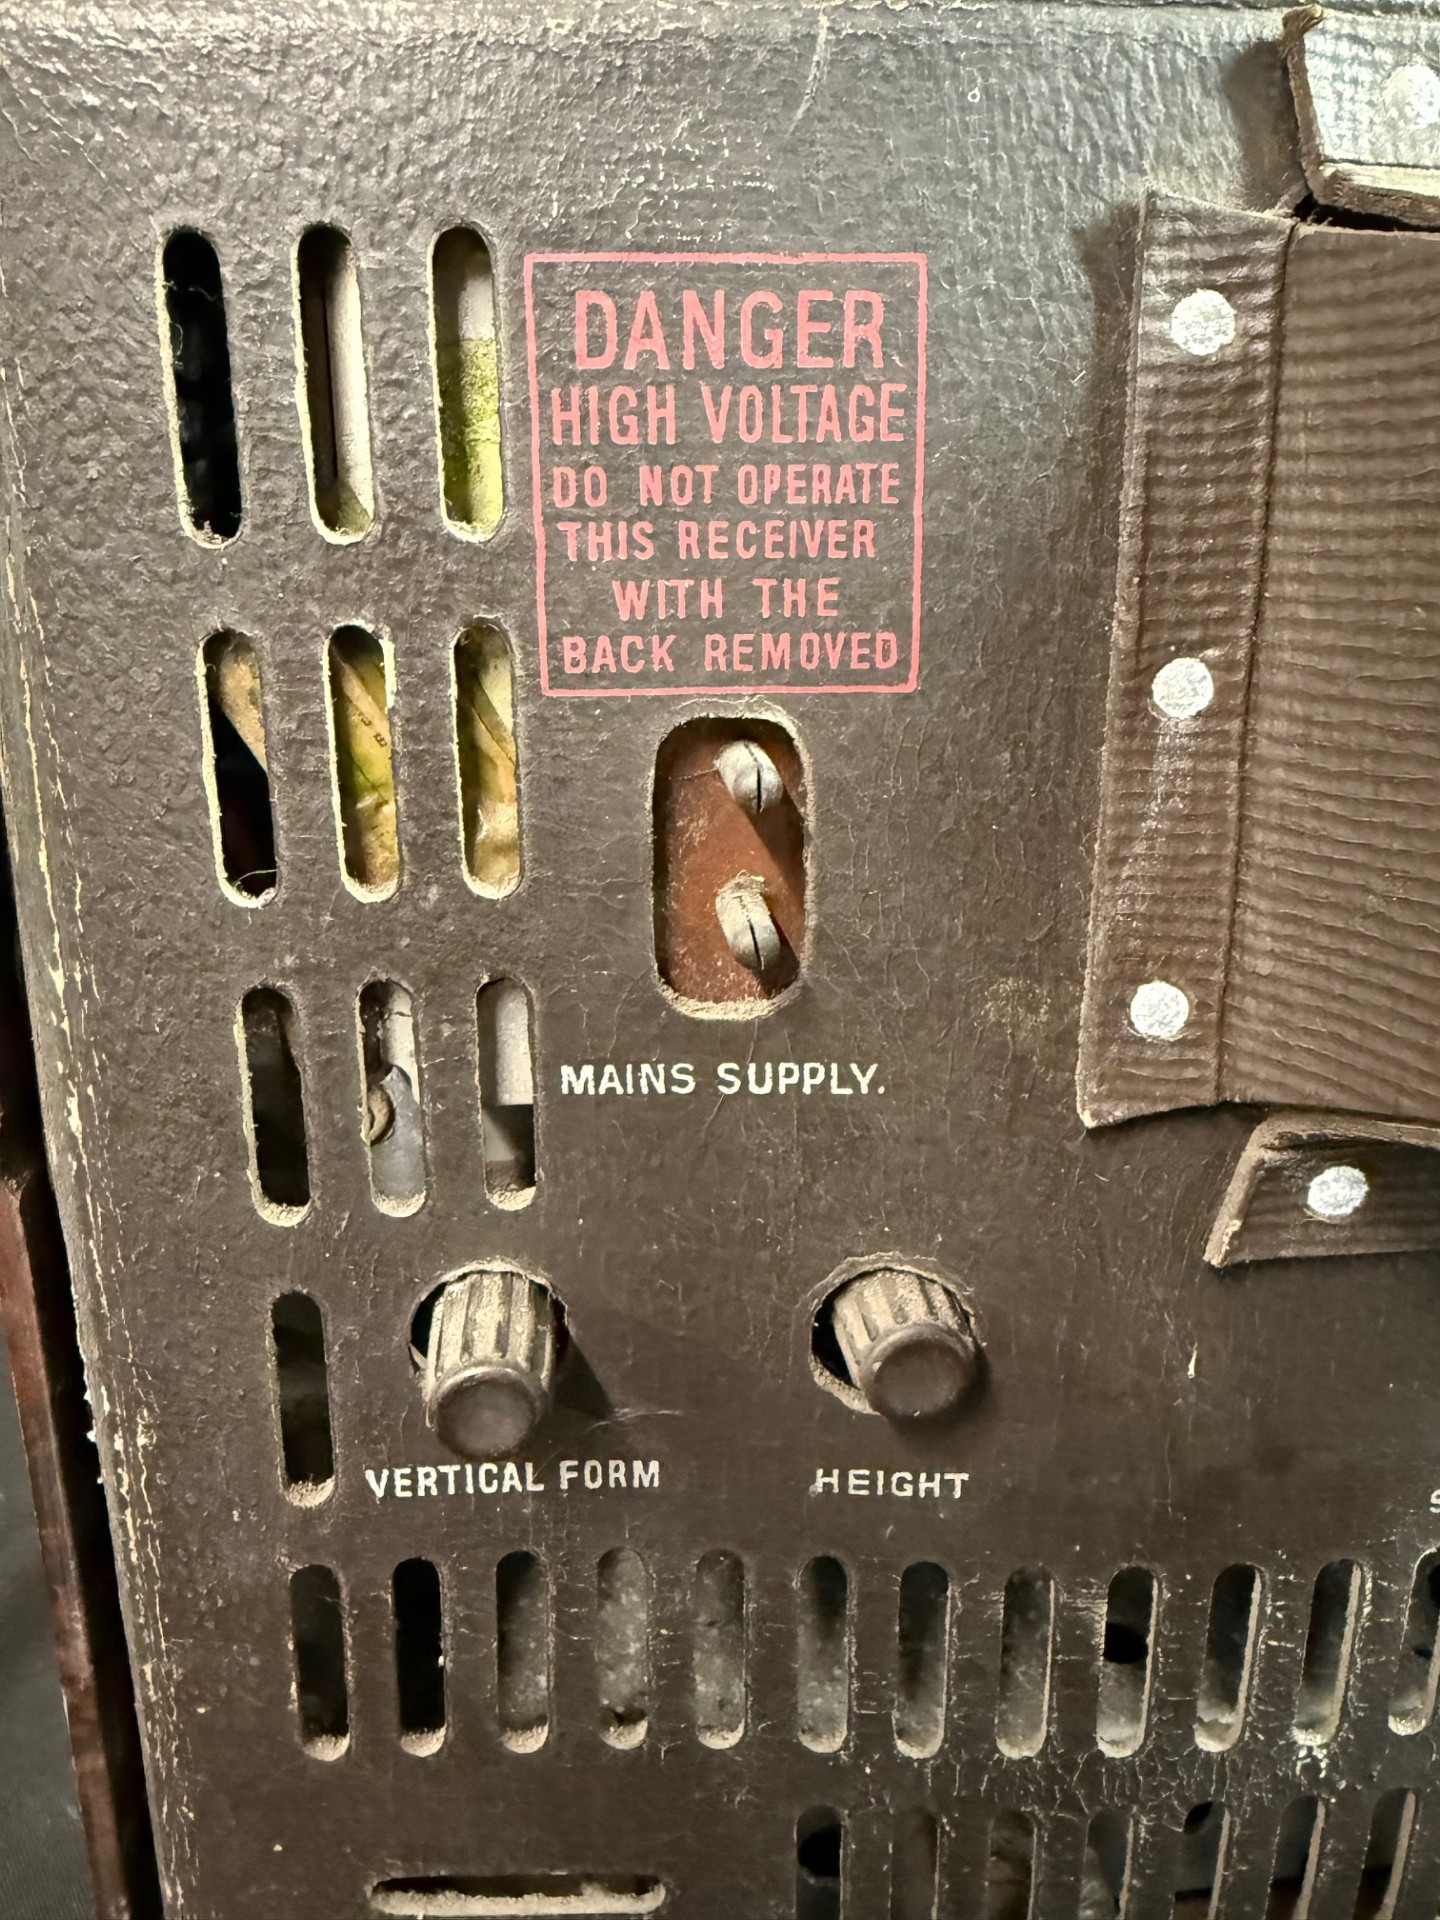 DANGER
HIGH VOLTAGE
DO NOT OPERATE
THIS RECEIVER
WITH THE
BACK REMOVED
MAINS SUPPLY.
VERTICAL FORM
HEIGHT